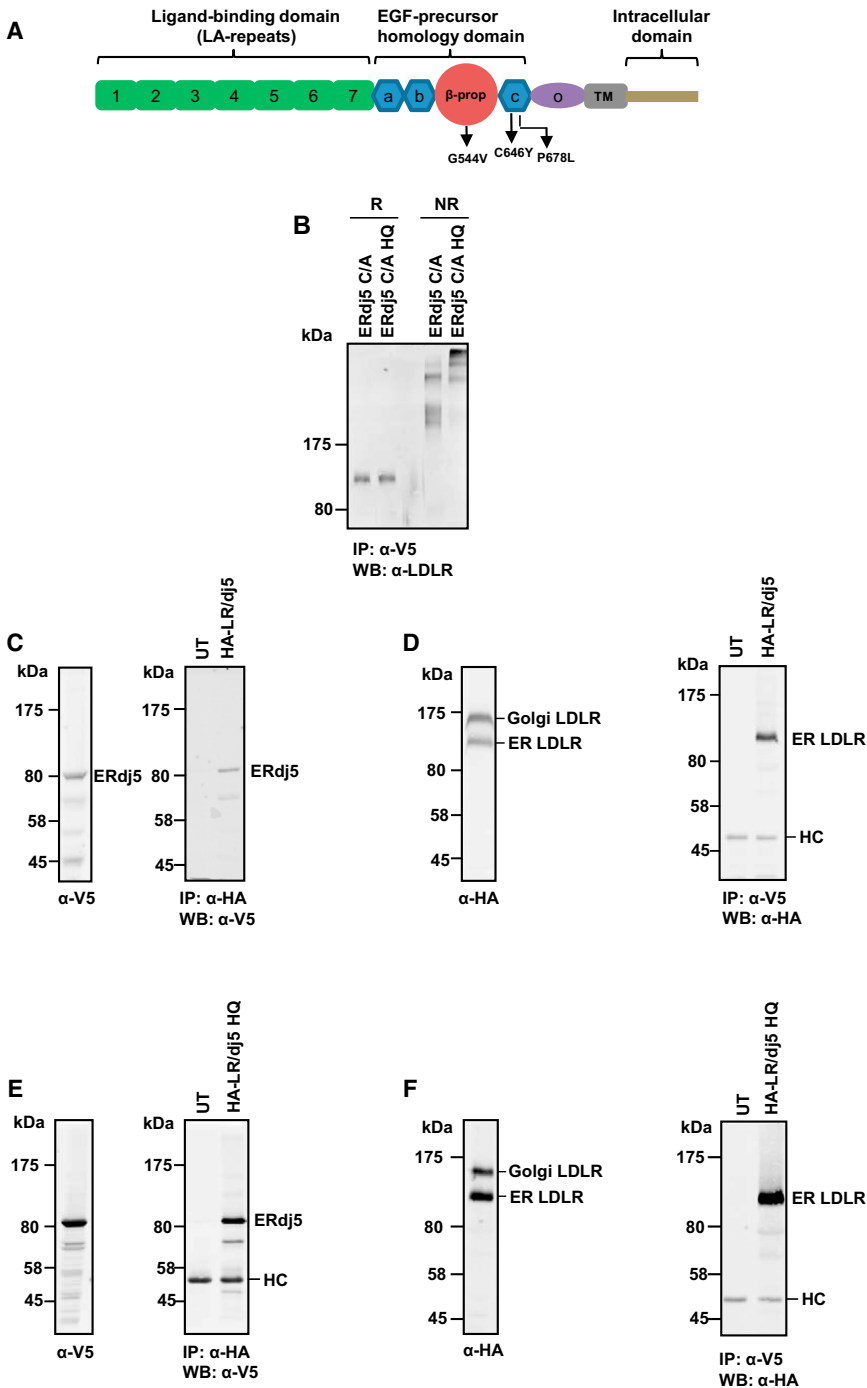 A
Ligand-binding domain
(LA-repeats)
EGF-precursor
homology domain
Intracellular
domain
1 2 3 4 5 6 7 a b β-prop c o TM
G544V
C646Y
P678L
B
R NR
ERdj5 C/A
ERdj5 C/A HQ
ERdj5 C/A
ERdj5 C/A HQ
kDa
175
80
IP: α-V5
WB: α-LDLR
C
kDa
175
80
58
45
ERdj5
α-V5
UT
HA-LR/dj5
kDa
175
80
58
45
ERdj5
IP: α-HA
WB: α-V5
D
kDa
175
80
58
45
Golgi LDLR
ER LDLR
α-HA
UT
HA-LR/dj5
kDa
175
80
58
45
ER LDLR
HC
IP: α-V5
WB: α-HA
E
kDa
175
80
58
45
α-V5
UT
HA-LR/dj5 HQ
kDa
175
80
58
45
ERdj5
HC
IP: α-HA
WB: α-V5
F
kDa
175
80
58
45
Golgi LDLR
ER LDLR
α-HA
UT
HA-LR/dj5 HQ
kDa
175
80
58
45
ER LDLR
HC
IP: α-V5
WB: α-HA